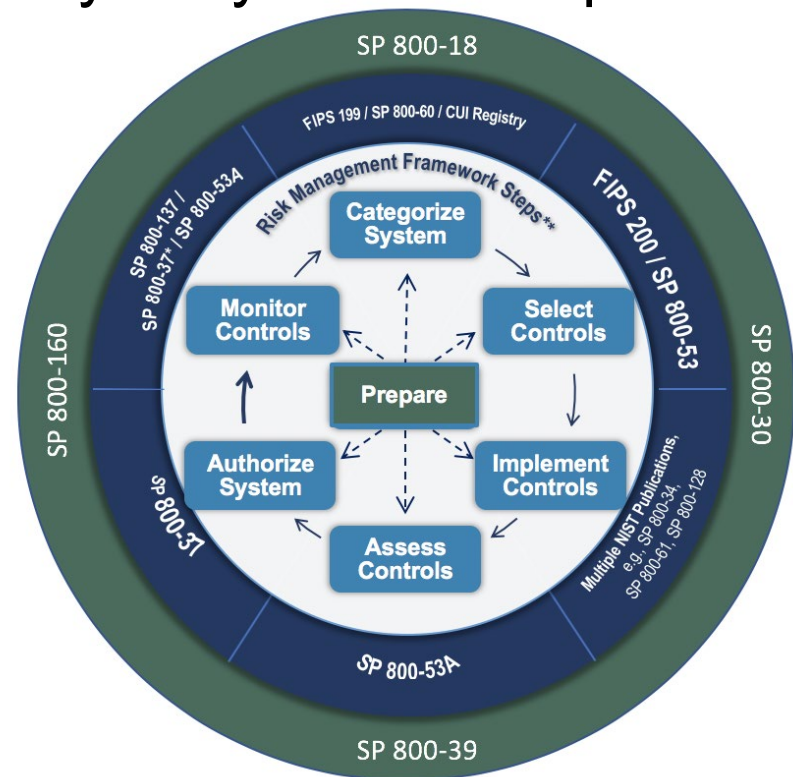 SP 800-18
FIPS 199 / SP 800-60 / CUI Registry
FIPS 200 / SP 800-53
SP 800-30
Multiple NIST Publications,
e.g., SP 800-34,
SP 800-61, SP 800-128
SP 800-53A
SP 800-39
SP 800-37
SP 800-160
SP 800-137 /
SP 800-37* / SP 800-53A
Risk Management Framework Steps**
Categorize
System
Select
Controls
Implement
Controls
Assess
Controls
Authorize
System
Monitor
Controls
Prepare